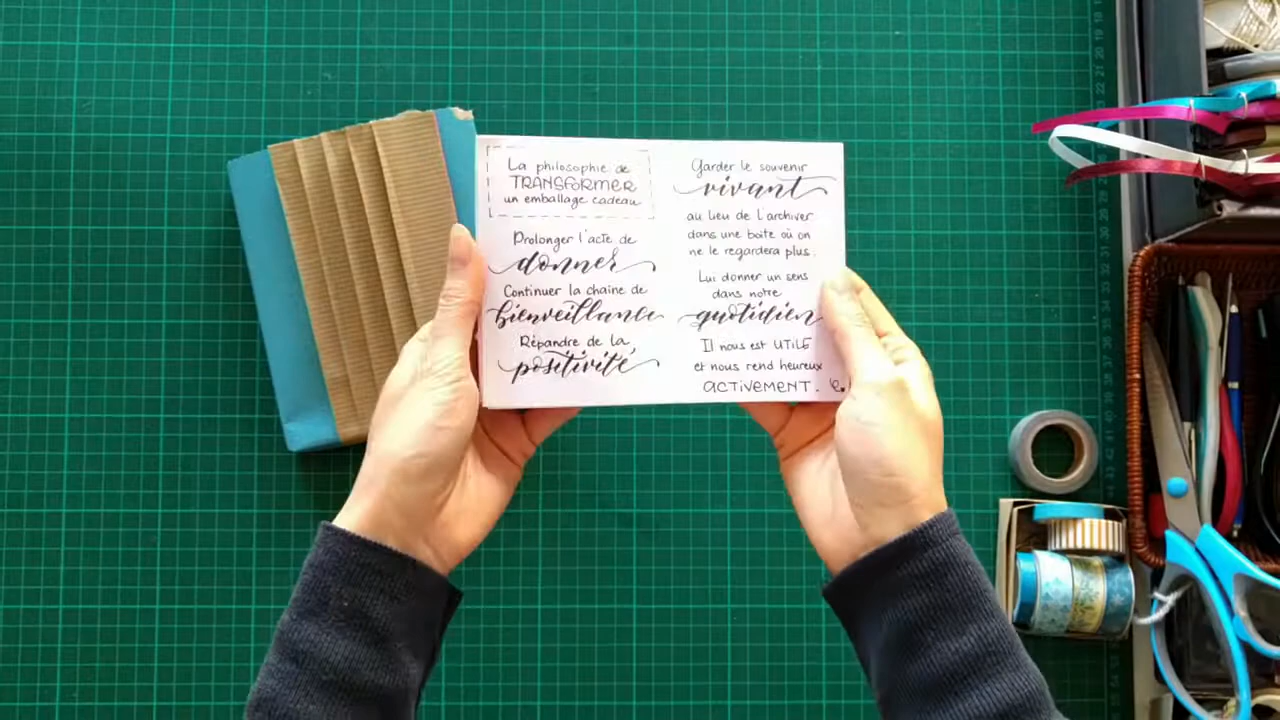 La philosophie de
TRANSFORMER
un emballage cadeau
Prolonger l'acte de
donner
Continuer la chaine de
bienveillance
Répandre de la
positivité
Garder le souvenir
vivant
au lieu de l'archiver
dans une boite où on
ne le regardera plus.
Lui donner un sens
dans notre
quotidien
Il nous est UTILE
et nous rend heureux
ACTIVEMENT.